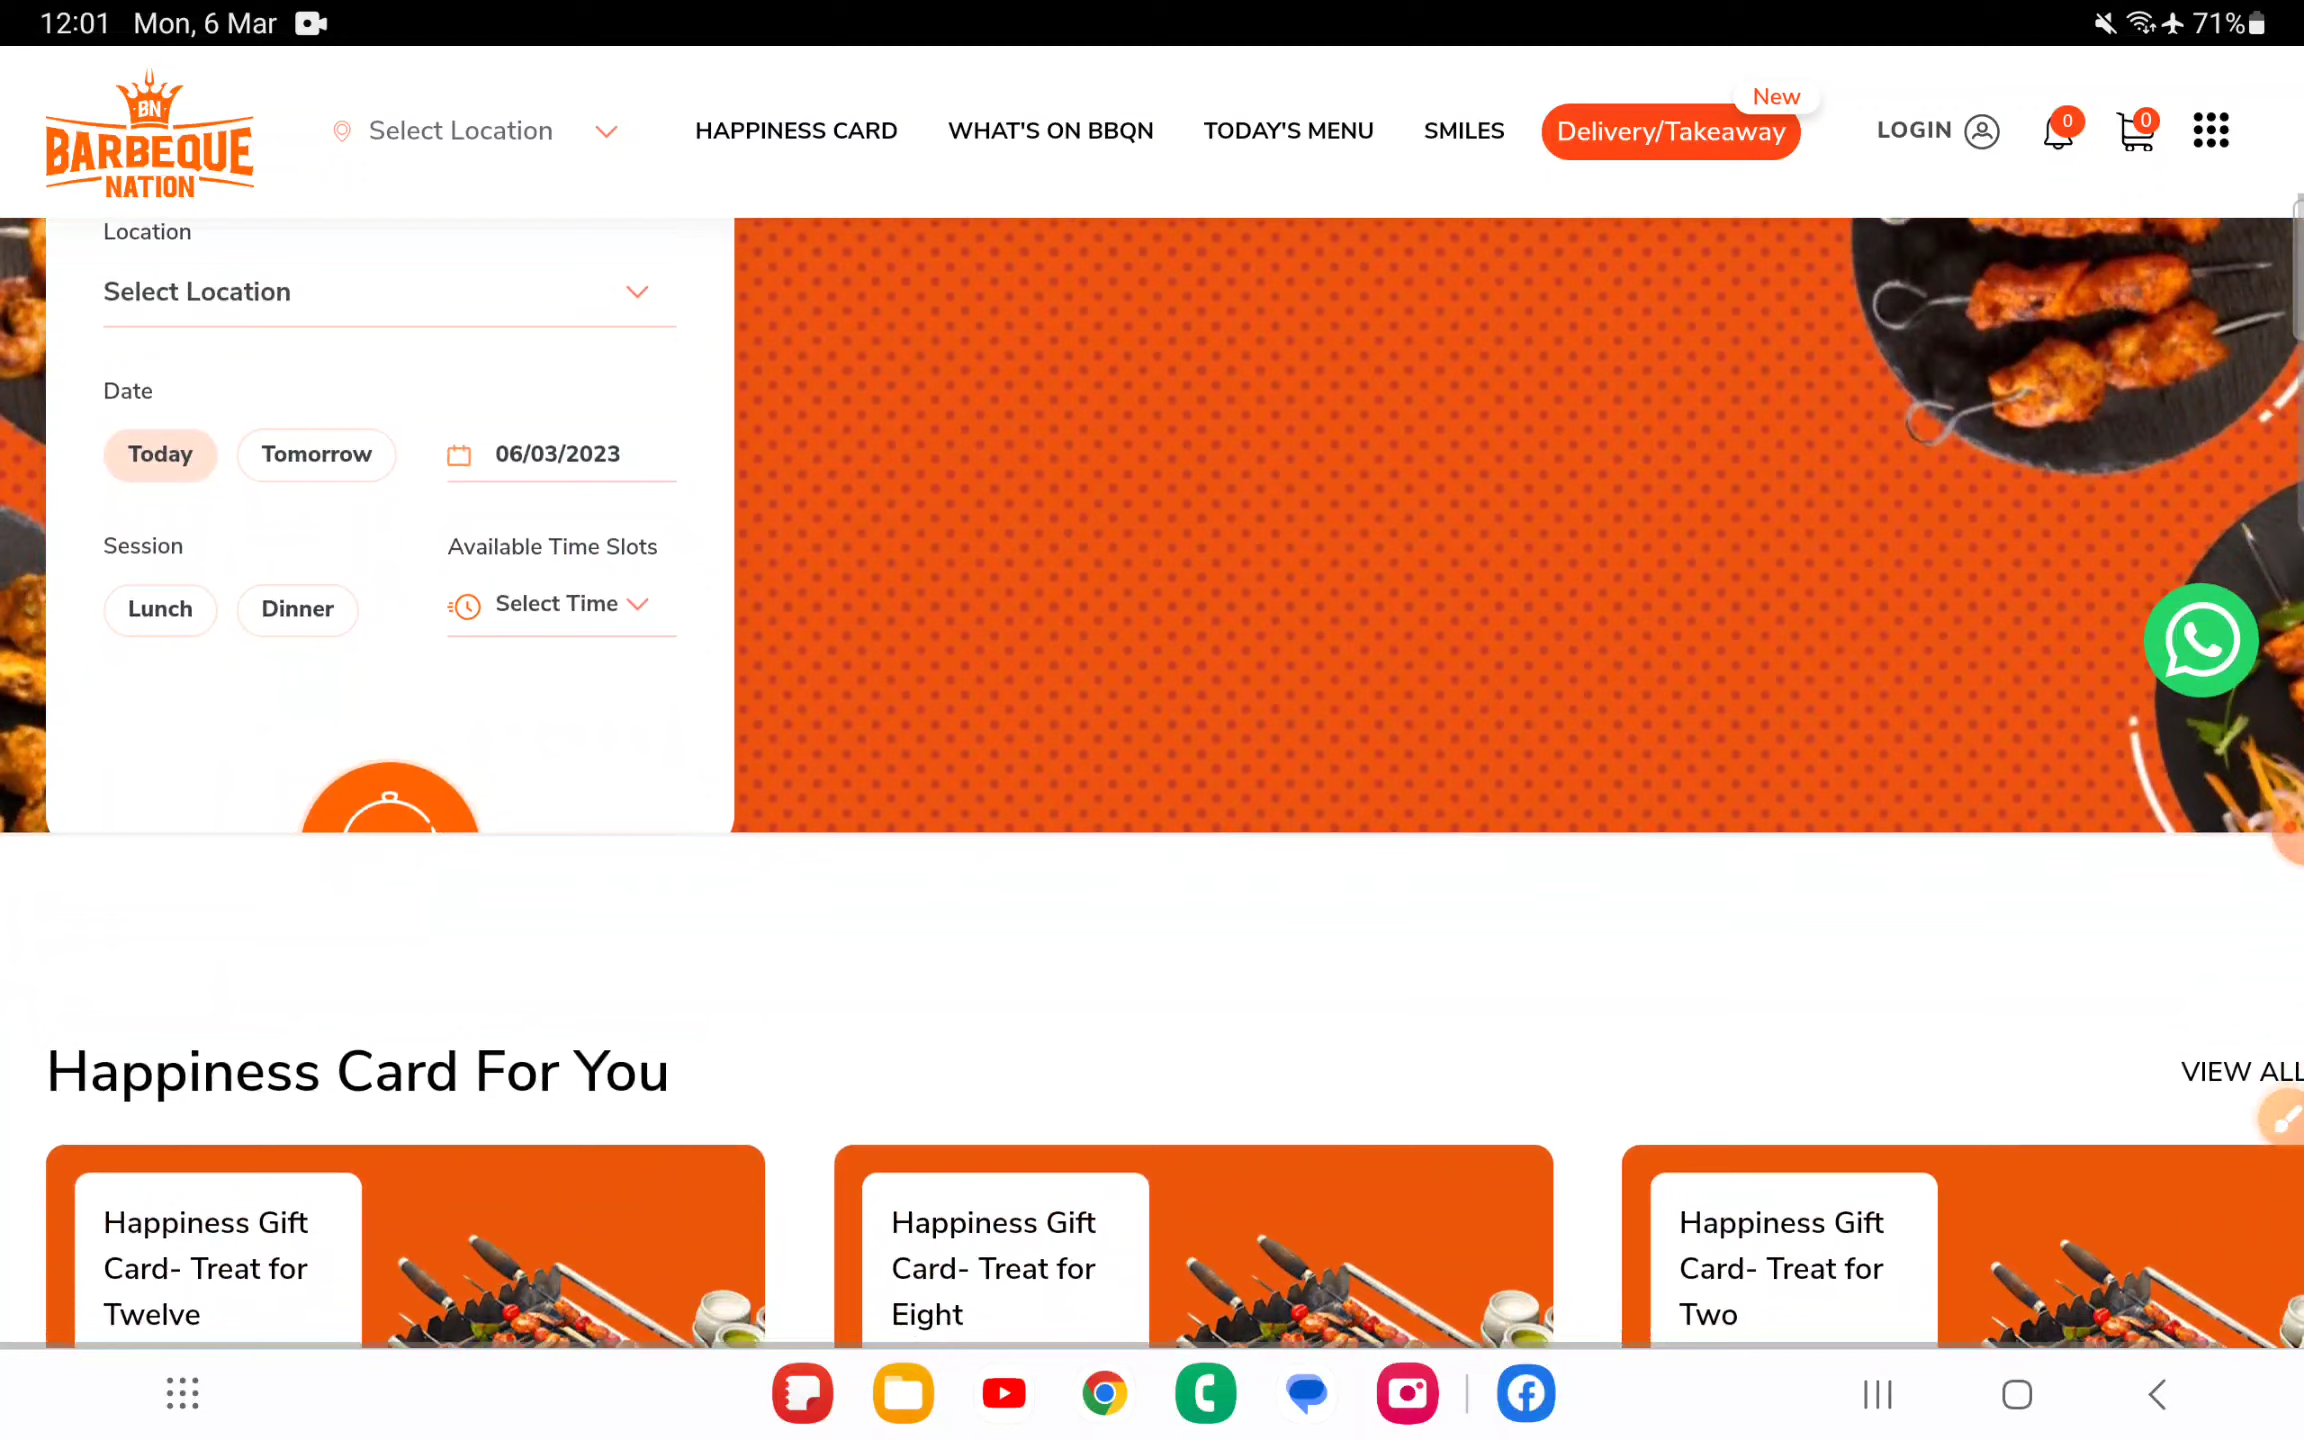 12:01 Mon, 6 Mar
71%
BN
BARBEQUE
NATION
Select Location
HAPPINESS CARD
WHAT'S ON BBQN
TODAY'S MENU
SMILES
New
Delivery/Takeaway
LOGIN
0
0
Location
Select Location
Date
Today
Tomorrow
06/03/2023
Session
Available Time Slots
Lunch
Dinner
Select Time
Happiness Card For You
VIEW ALL
Happiness Gift
Card- Treat for
Twelve
Happiness Gift
Card- Treat for
Eight
Happiness Gift
Card- Treat for
Two